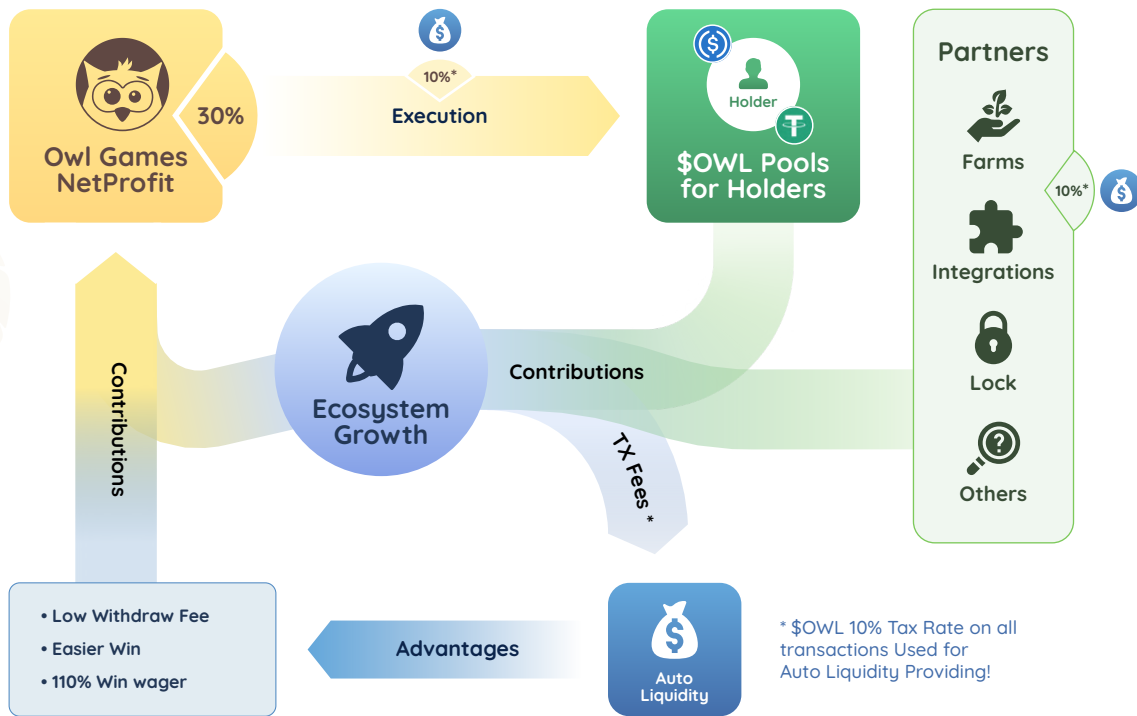 Owl Games
NetProfit
30%
10%*
Execution
Holder
$OWL Pools
for Holders
Partners
Farms
Integrations
Lock
Others
10%*
Contributions
Ecosystem
Growth
Contributions
TX Fees *
• Low Withdraw Fee
• Easier Win
• 110% Win wager
Advantages
Auto
Liquidity
* $OWL 10% Tax Rate on all
transactions Used for
Auto Liquidity Providing!